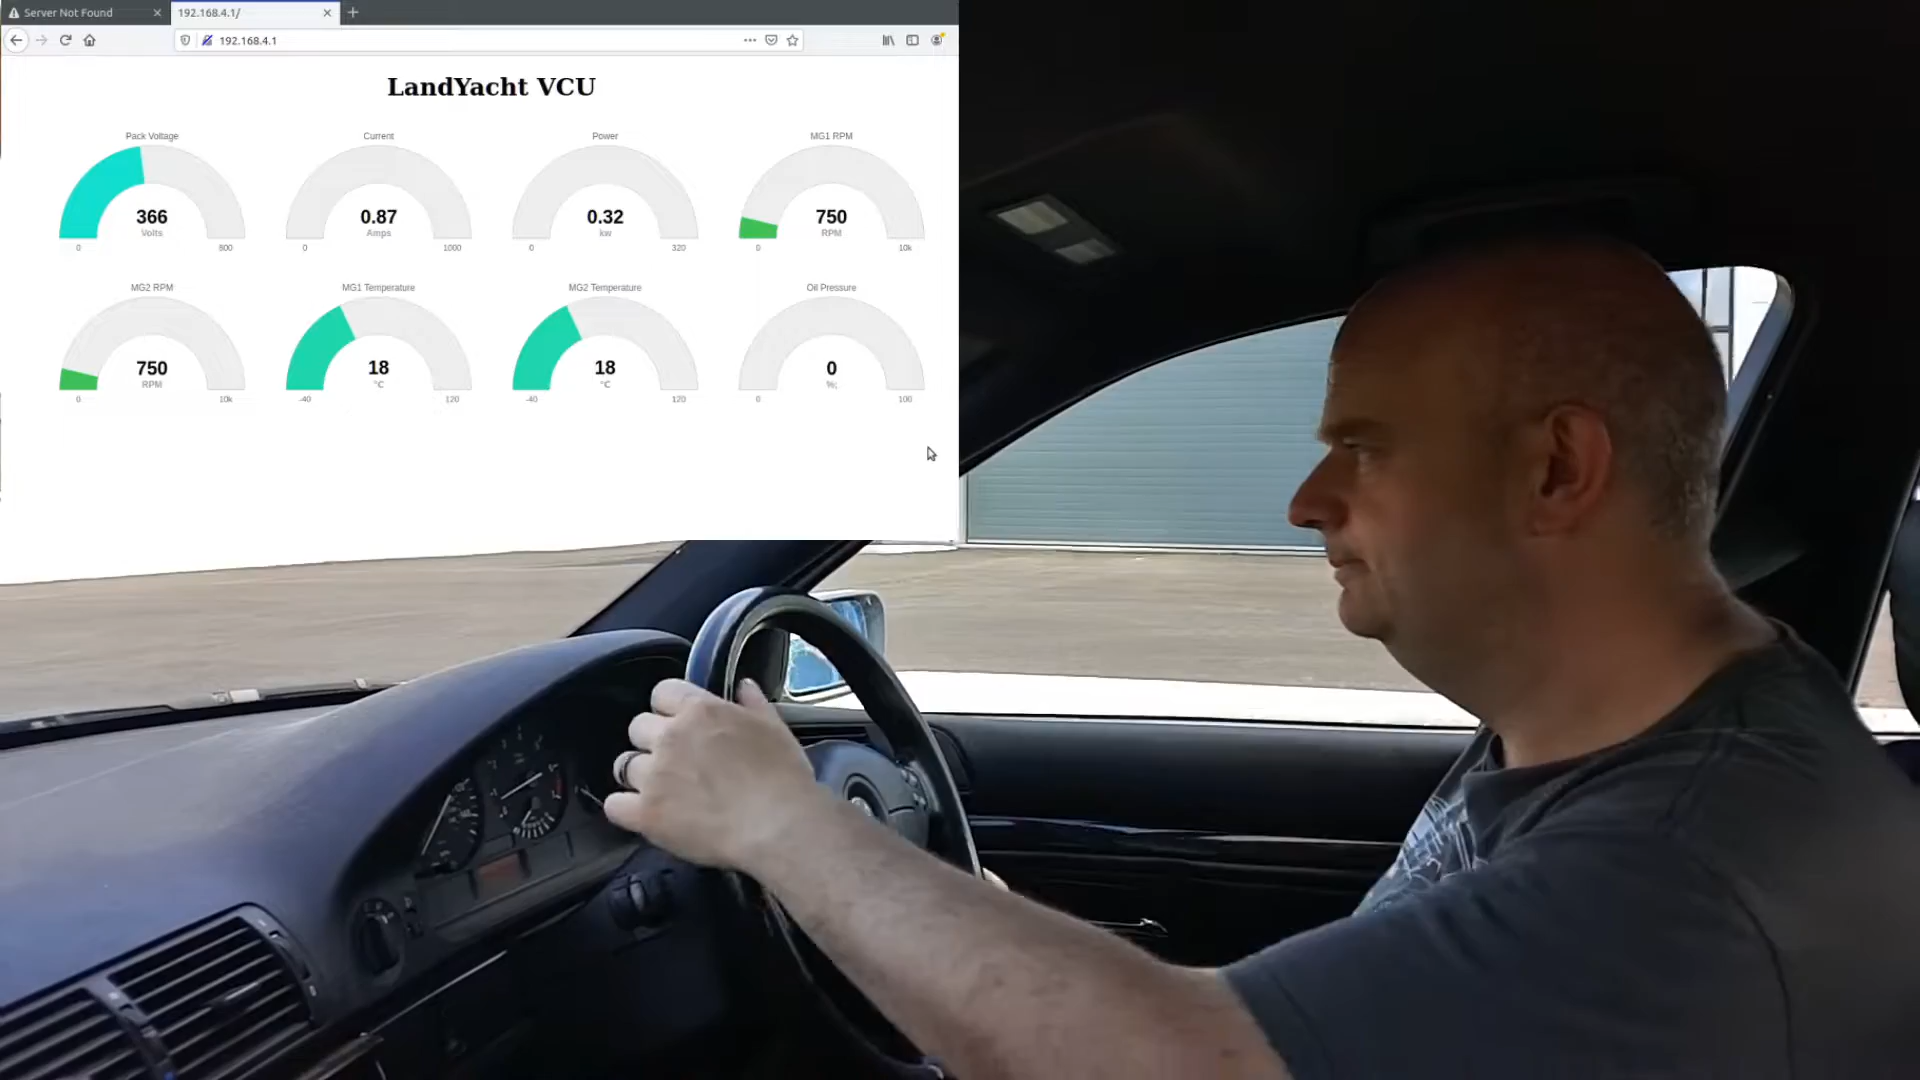 Server Not Found
192.168.4.1/
192.168.4.1
LandYacht VCU
Pack Voltage
366
Volts
0 800
Current
0.87
Amps
0 1000
Power
0.32
kw
0 320
MG1 RPM
750
RPM
0 10k
MG2 RPM
750
RPM
0 10k
MG1 Temperature
18
°C
-40 120
MG2 Temperature
18
°C
-40 120
Oil Pressure
0
%;
0 100